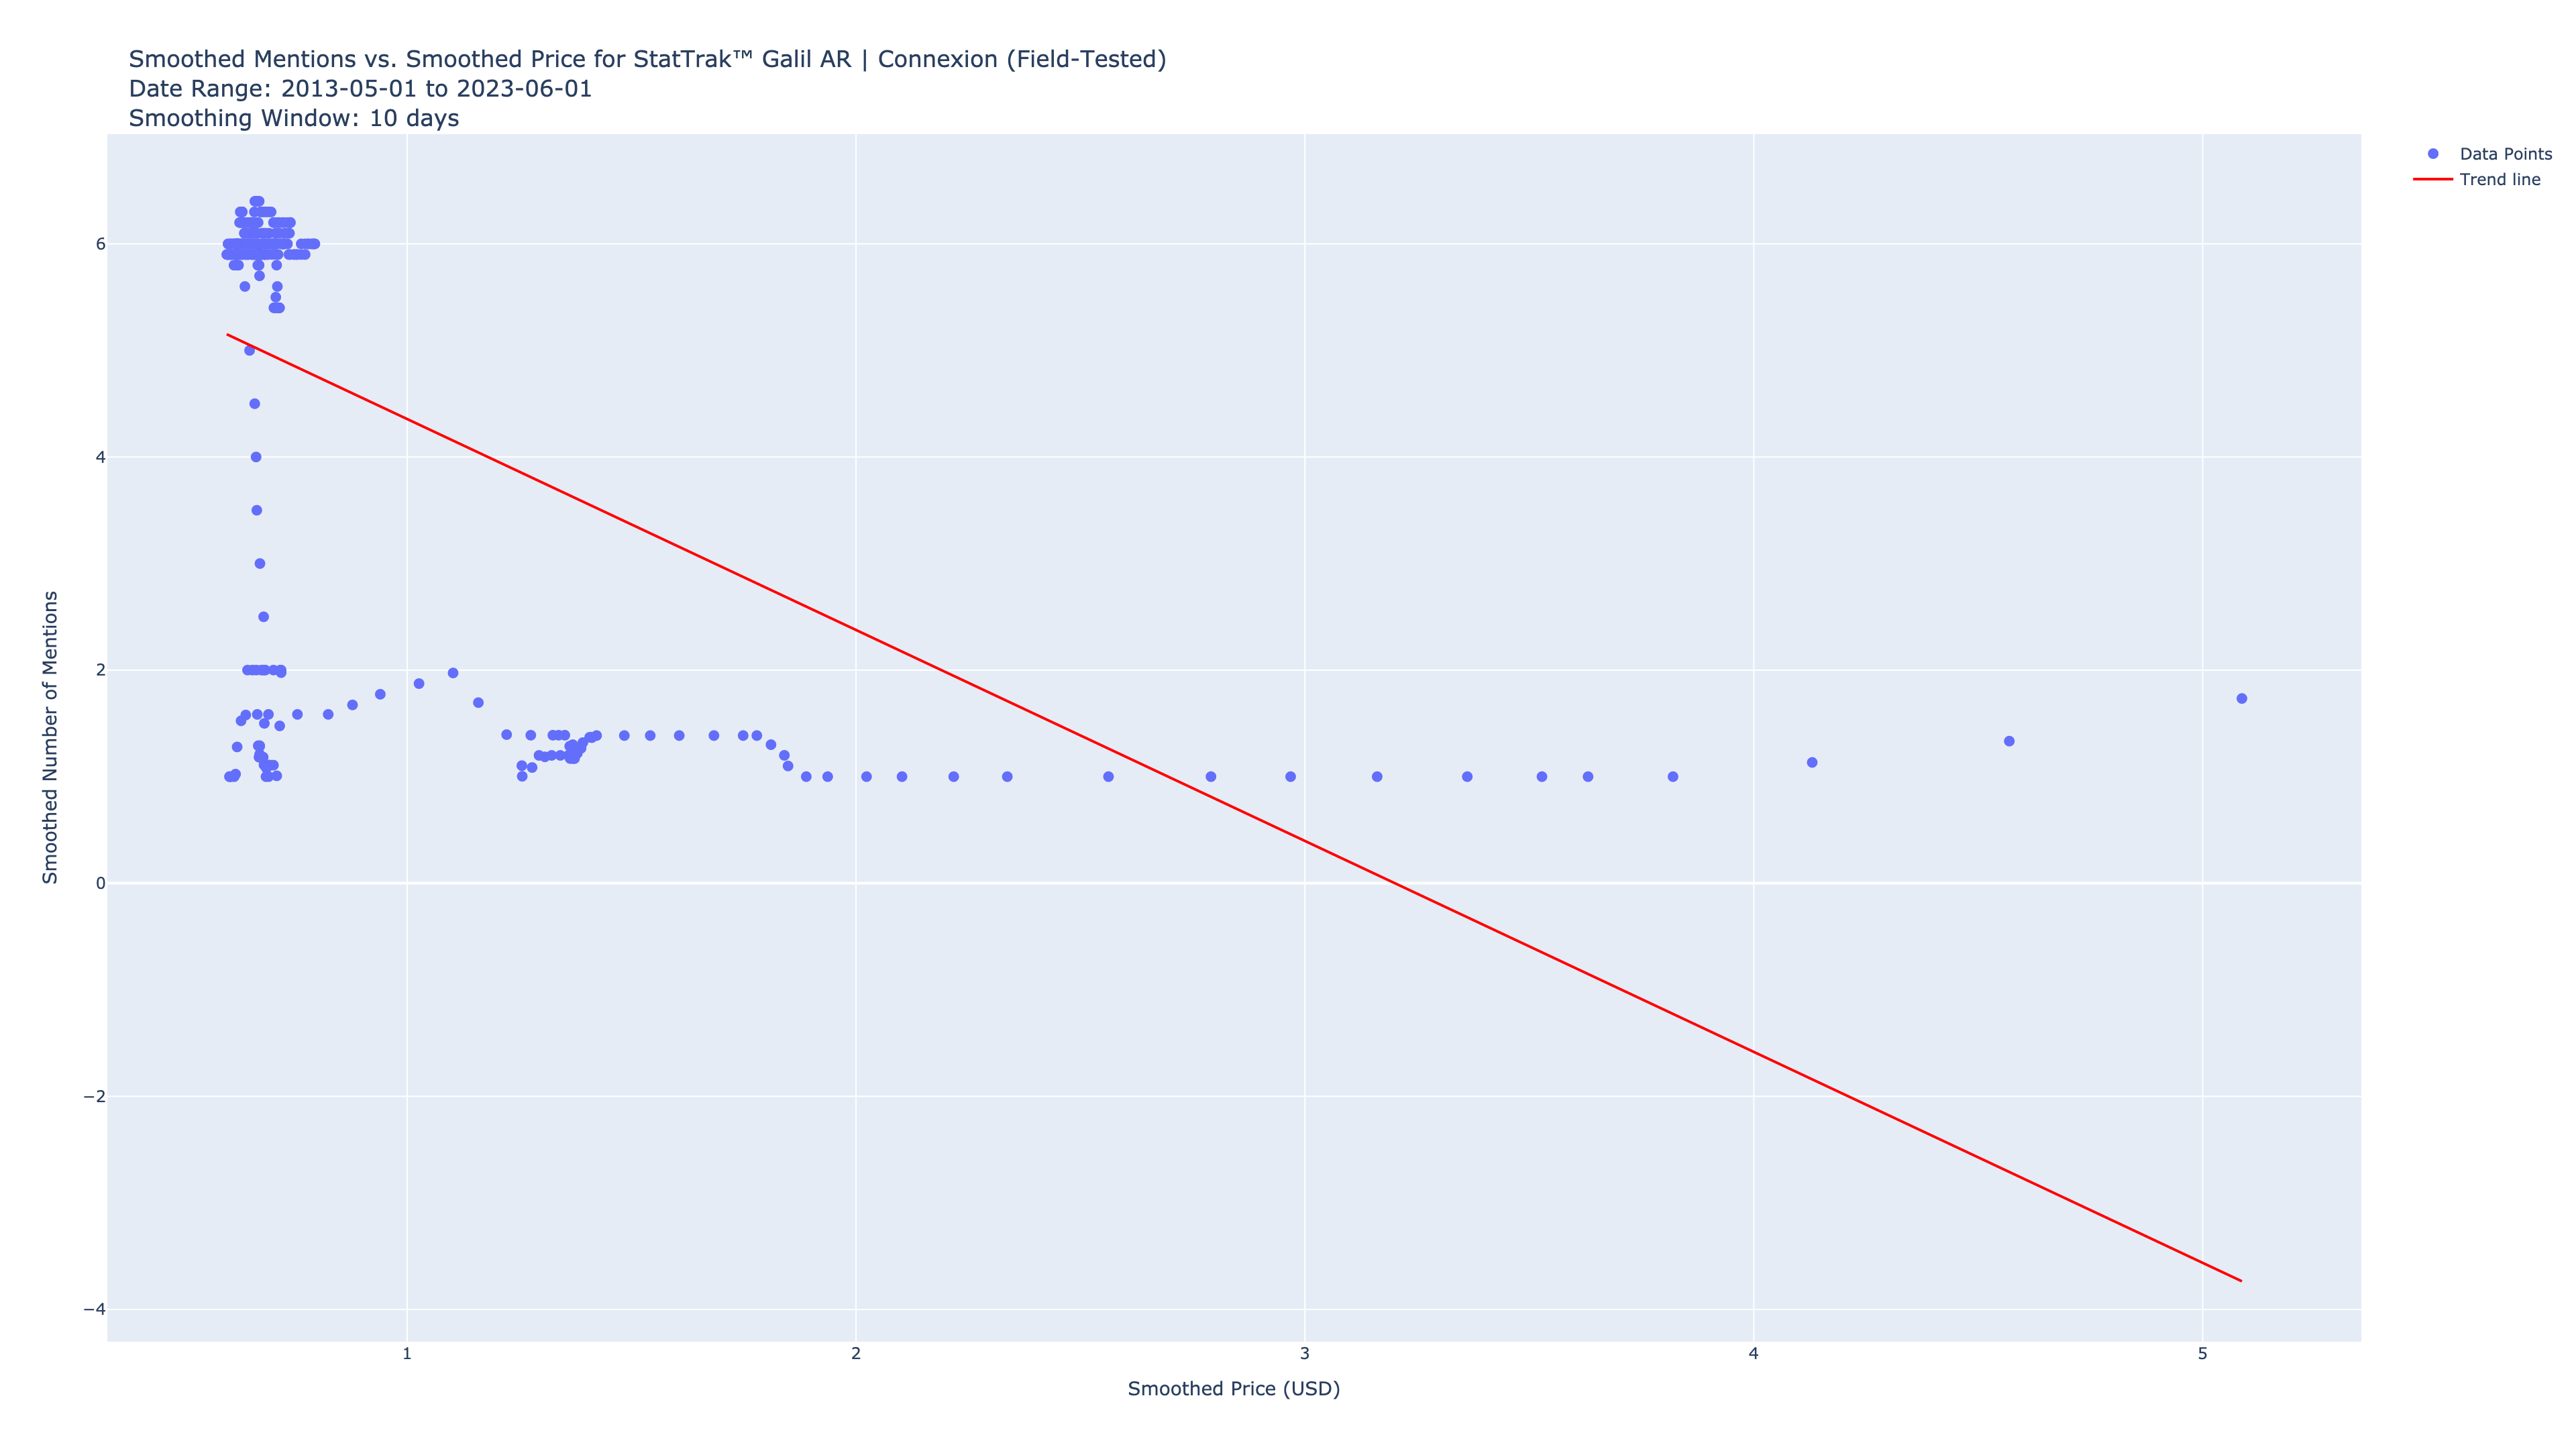 Smoothed Mentions vs. Smoothed Price for StatTrak™ Galil AR | Connexion (Field-Tested)
Date Range: 2013-05-01 to 2023-06-01
Smoothing Window: 10 days
Data Points
Trend line
Smoothed Number of Mentions
6
4
2
0
−2
−4
1
2
3
4
5
Smoothed Price (USD)